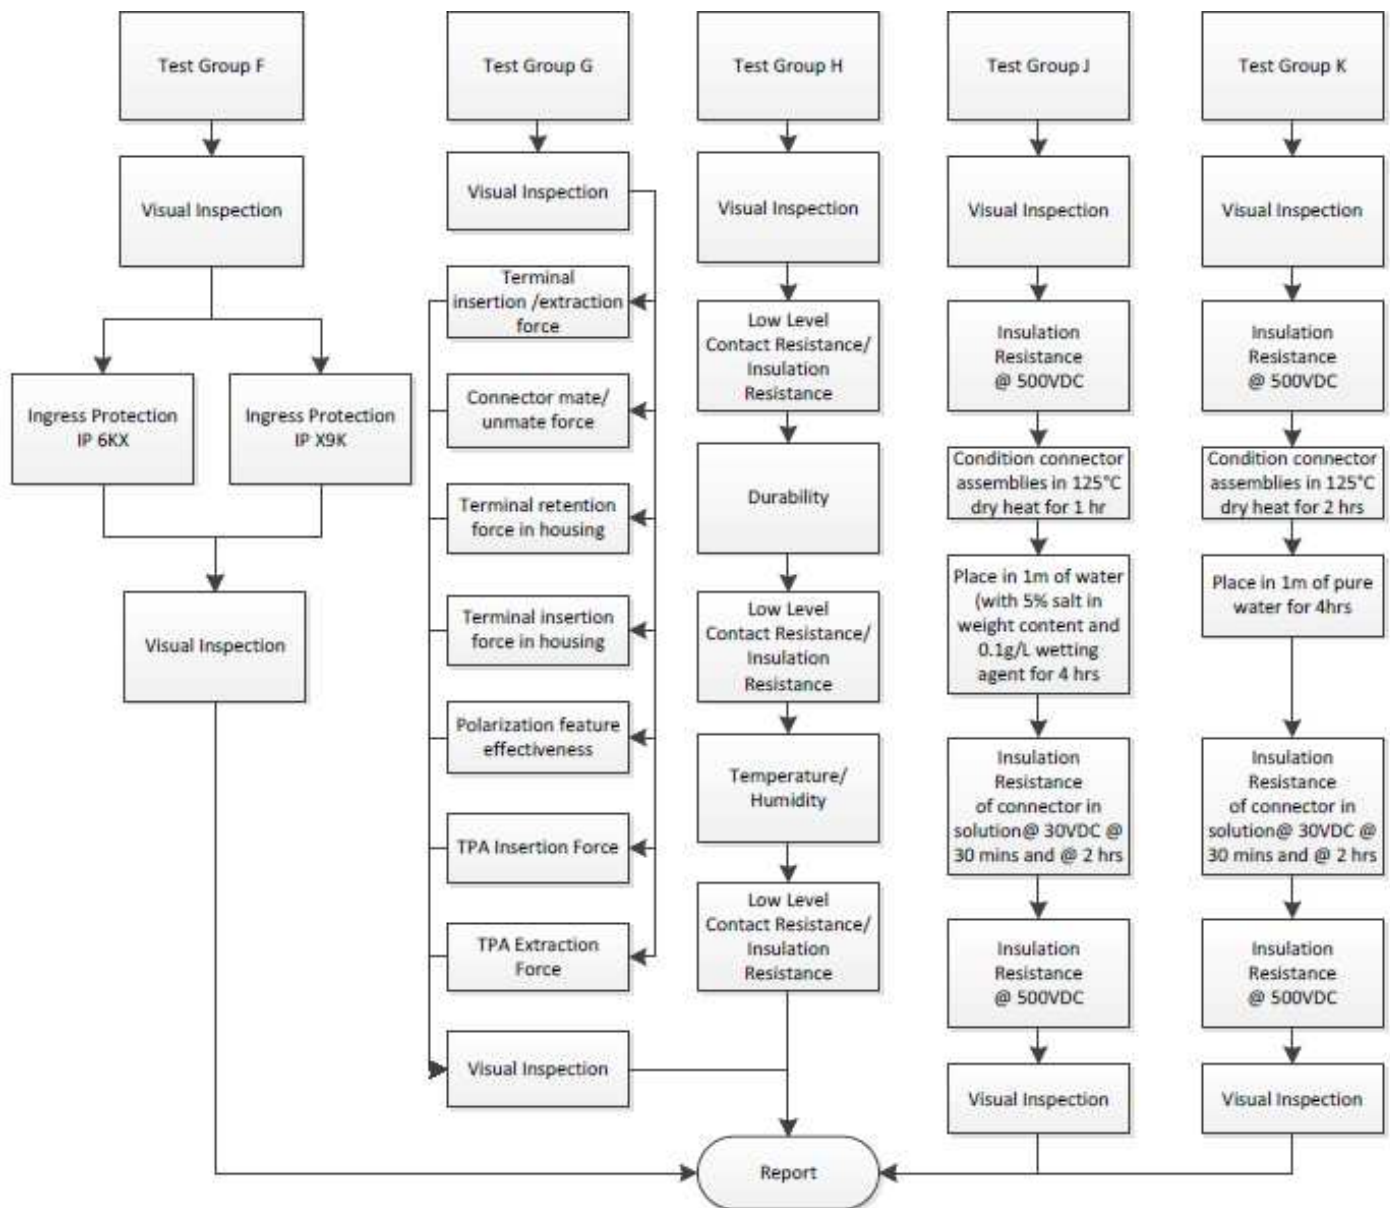 Test Group F
Visual Inspection
Ingress Protection
IP 6KX
Ingress Protection
IP X9K
Visual Inspection
Test Group G
Visual Inspection
Terminal
insertion /extraction
force
Connector mate/
unmate force
Terminal retention
force in housing
Terminal insertion
force in housing
Polarization feature
effectiveness
TPA Insertion Force
TPA Extraction
Force
Visual Inspection
Test Group H
Visual Inspection
Low Level
Contact Resistance/
Insulation
Resistance
Durability
Low Level
Contact Resistance/
Insulation
Resistance
Temperature/
Humidity
Low Level
Contact Resistance/
Insulation
Resistance
Test Group J
Visual Inspection
Insulation
Resistance
@ 500VDC
Condition connector
assemblies in 125°C
dry heat for 1 hr
Place in 1m of water
(with 5% salt in
weight content and
0.1g/L wetting
agent for 4 hrs
Insulation
Resistance
of connector in
solution@ 30VDC @
30 mins and @ 2 hrs
Insulation
Resistance
@ 500VDC
Visual Inspection
Test Group K
Visual Inspection
Insulation
Resistance
@ 500VDC
Condition connector
assemblies in 125°C
dry heat for 2 hrs
Place in 1m of pure
water for 4hrs
Insulation
Resistance
of connector in
solution@ 30VDC @
30 mins and @ 2 hrs
Insulation
Resistance
@ 500VDC
Visual Inspection
Report